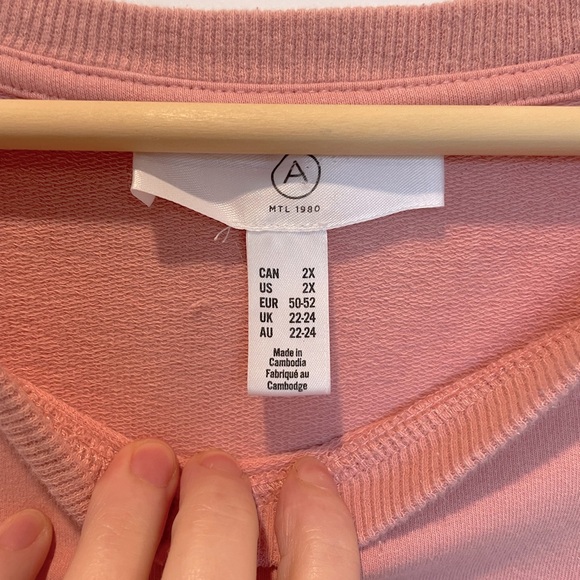 A
MTL 1980
CAN 2X
US 2X
EUR 50-52
UK 22-24
AU 22-24
Made in
Cambodia
Fabriqué au
Cambodge